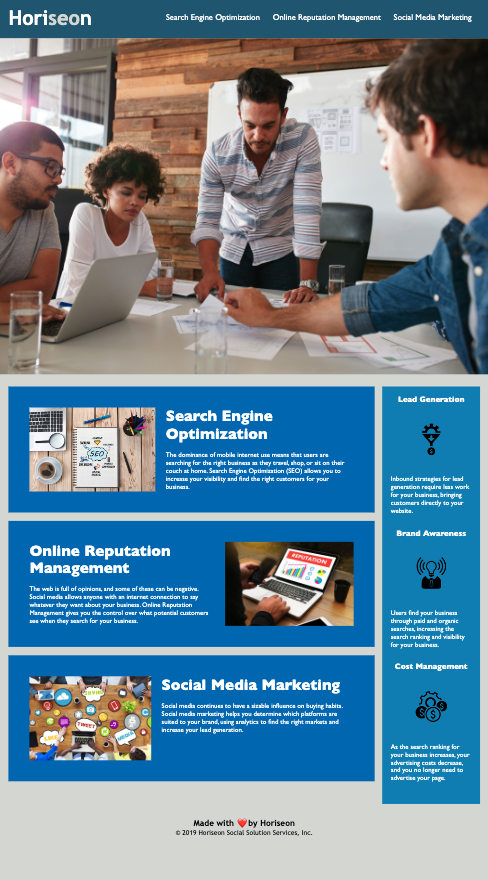 Horiseon
Search Engine Optimization
Online Reputation Management
Social Media Marketing
Search Engine
Optimization
The dominance of mobile internet use means that users are
searching for the right business as they travel, shop, or sit on their
couch at home. Search Engine Optimization (SEO) allows you to
increase your visibility and find the right customers for your
business.
SEO
Online Reputation
Management
The web is full of opinions, and some of these can be negative.
Social media allows anyone with an internet connection to say
whatever they want about your business. Online Reputation
Management gives you the control over what potential customers
see when they search for your business.
REPUTATION
Social Media Marketing
Social media continues to have a sizable influence on buying habits.
Social media marketing helps you determine which platforms are
suited to your brand, using analytics to find the right markets and
increase your lead generation.
TWEET
LIKE
MEDIA
Lead Generation
Inbound strategies for lead
generation require less work
for your business, bringing
customers directly to your
website.
Brand Awareness
Users find your business
through paid and organic
searches, increasing the
search ranking and visibility
for your business.
Cost Management
As the search ranking for
your business increases, your
advertising costs decrease,
and you no longer need to
advertise your page.
Made with ❤️by Horiseon
© 2019 Horiseon Social Solution Services, Inc.